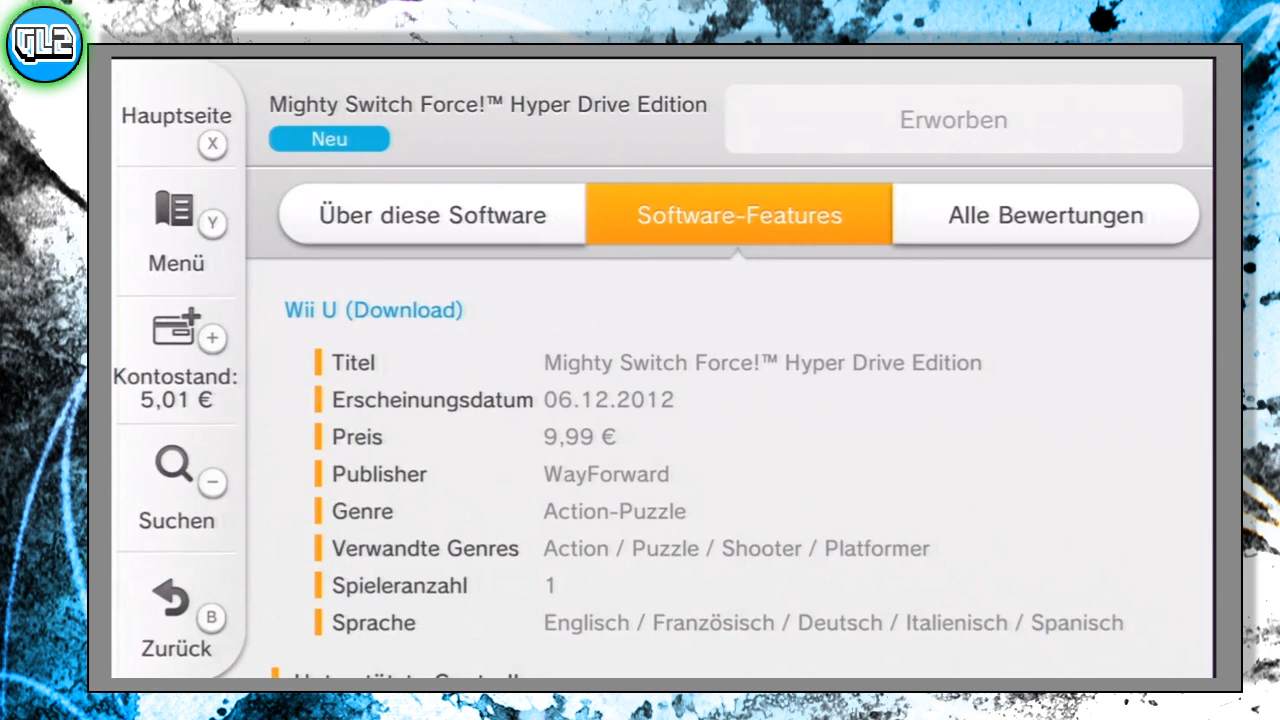 GL2
Hauptseite
X
Mighty Switch Force!™ Hyper Drive Edition
Neu
Erworben
Y
Menü
Über diese Software
Software-Features
Alle Bewertungen
+
Kontostand:
5,01 €
Wii U (Download)
Titel Mighty Switch Force!™ Hyper Drive Edition
Erscheinungsdatum 06.12.2012
Preis 9,99 €
Publisher WayForward
Genre Action-Puzzle
Verwandte Genres Action / Puzzle / Shooter / Platformer
Spieleranzahl 1
Sprache Englisch / Französisch / Deutsch / Italienisch / Spanisch
−
Suchen
B
Zurück